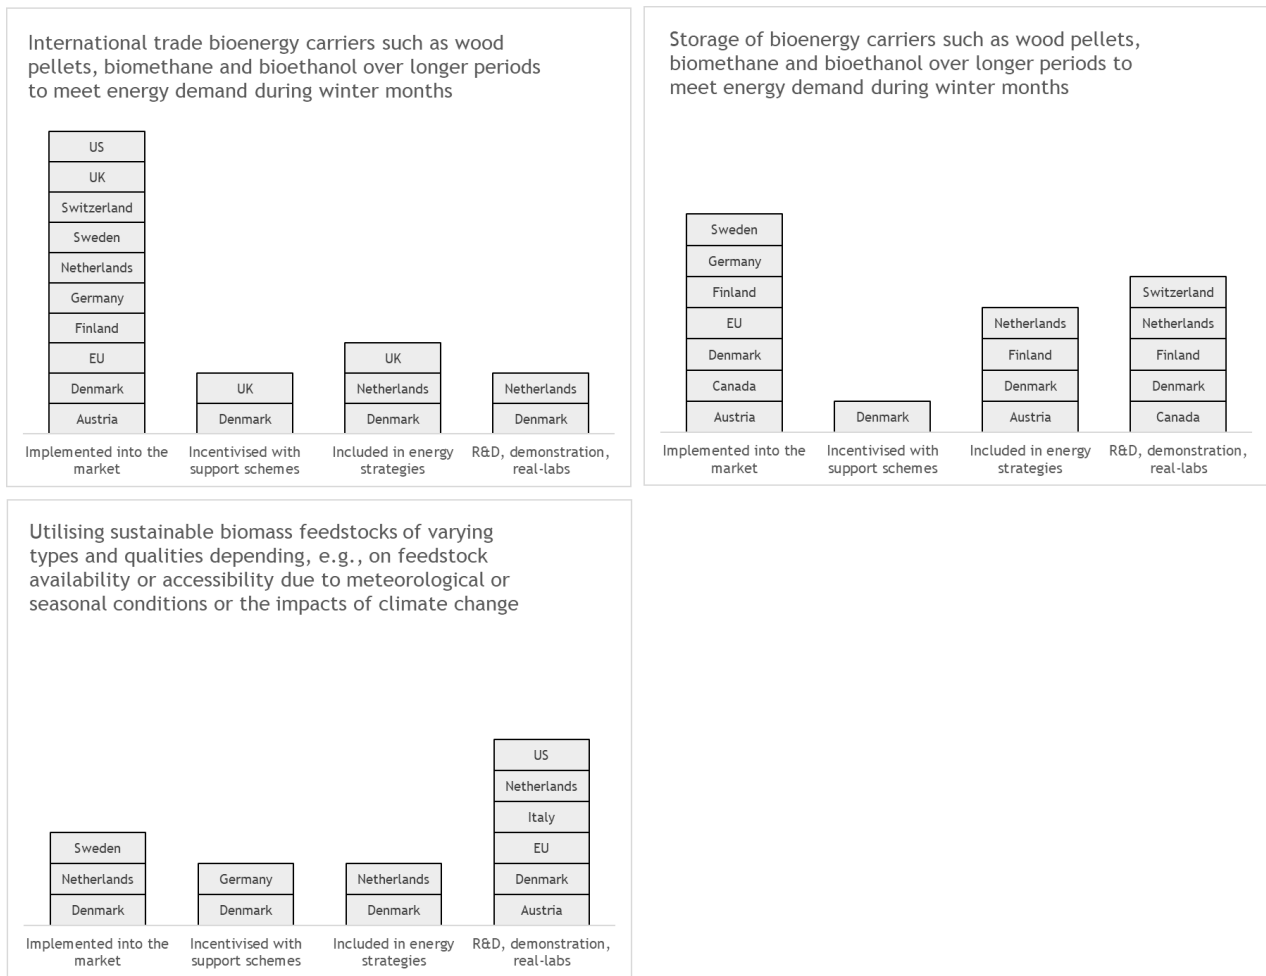 International trade bioenergy carriers such as wood
pellets, biomethane and bioethanol over longer periods
to meet energy demand during winter months
US
UK
Switzerland
Sweden
Netherlands
Germany
Finland
EU
Denmark
Austria
UK
Denmark
UK
Netherlands
Denmark
Netherlands
Denmark
Implemented into the
market
Incentivised with
support schemes
Included in energy
strategies
R&D, demonstration,
real-labs
Storage of bioenergy carriers such as wood pellets,
biomethane and bioethanol over longer periods to
meet energy demand during winter months
Sweden
Germany
Finland
EU
Denmark
Canada
Austria
Denmark
Netherlands
Finland
Denmark
Austria
Switzerland
Netherlands
Finland
Denmark
Canada
Implemented into the
market
Incentivised with
support schemes
Included in energy
strategies
R&D, demonstration,
real-labs
Utilising sustainable biomass feedstocks of varying
types and qualities depending, e.g., on feedstock
availability or accessibility due to meteorological or
seasonal conditions or the impacts of climate change
Sweden
Netherlands
Denmark
Germany
Denmark
Netherlands
Denmark
US
Netherlands
Italy
EU
Denmark
Austria
Implemented into the
market
Incentivised with
support schemes
Included in energy
strategies
R&D, demonstration,
real-labs